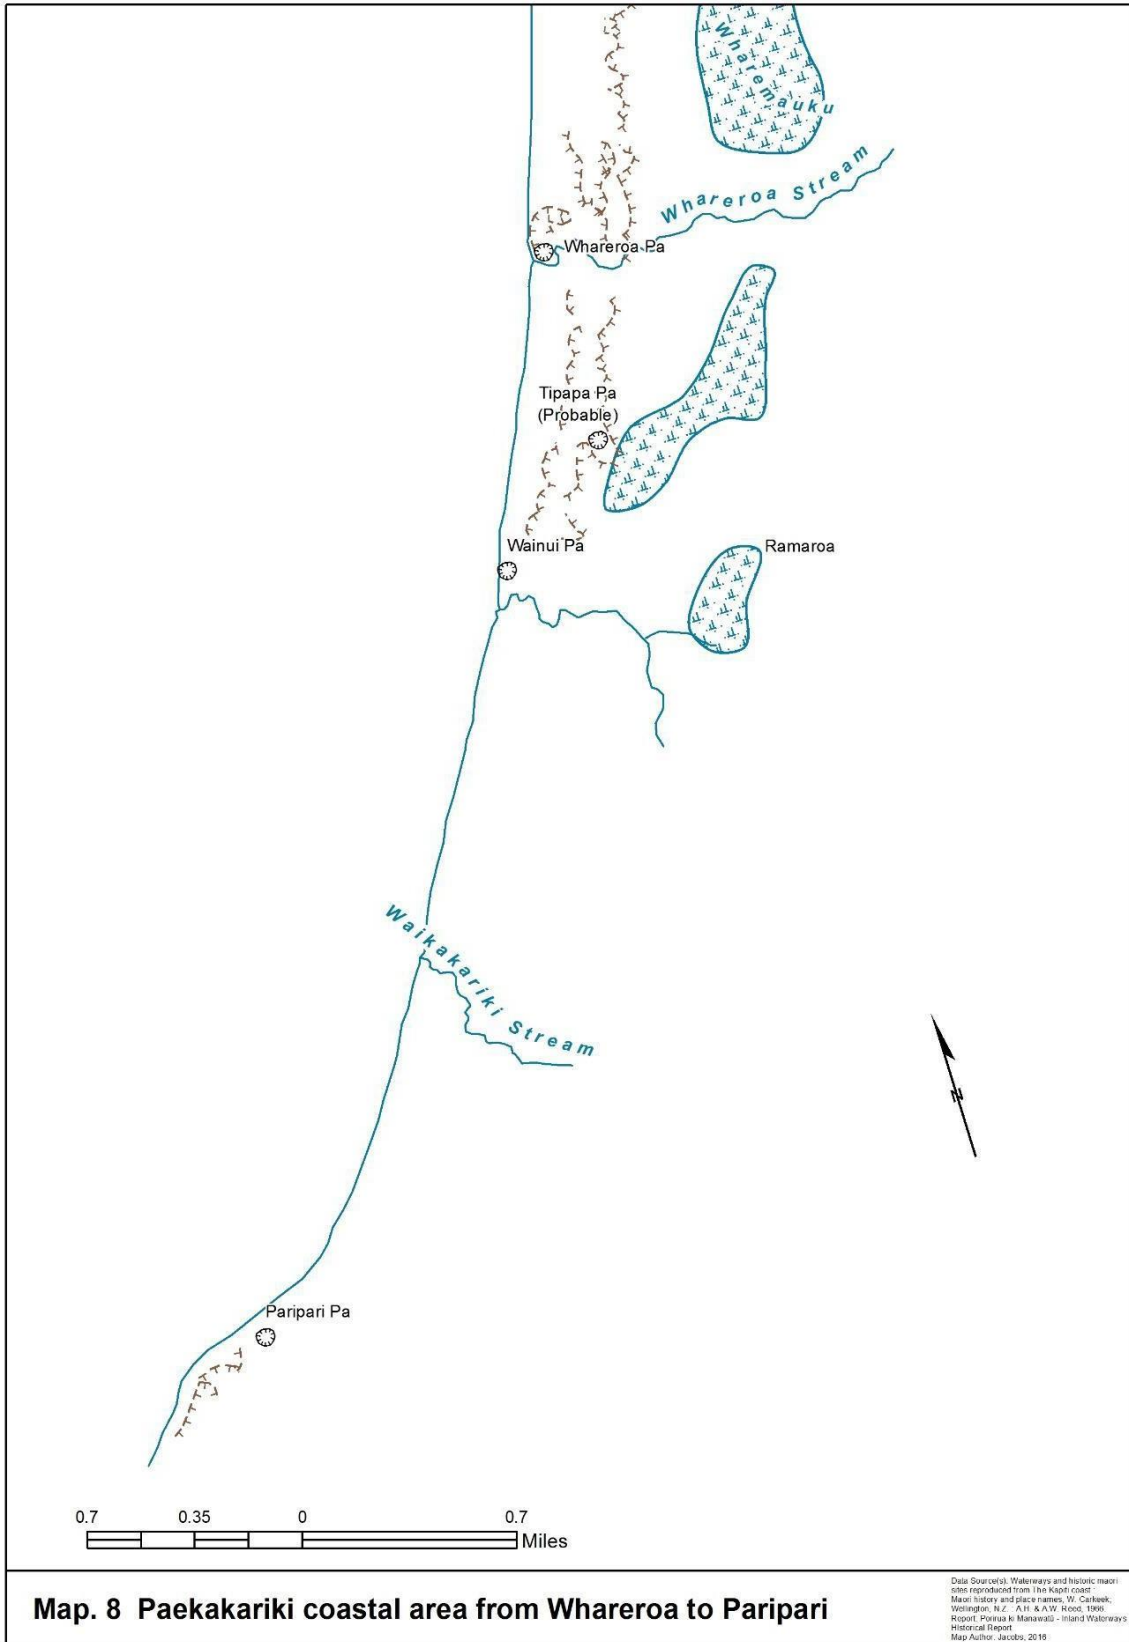 Wharemauku
Whareroa Stream
Whareroa Pa
Tipapa Pa
(Probable)
Wainui Pa
Ramaroa
Waikakariki Stream
N
Paripari Pa
0.7 0.35 0 0.7
Miles
Map. 8 Paekakariki coastal area from Whareroa to Paripari
Data Source(s): Waterways and historic maori
sites reproduced from The Kapiti coast :
Maori history and place names, W. Carkeek,
Wellington, N.Z. : A.H. & A.W. Reed, 1966.
Report: Porirua ki Manawatū - Inland Waterways
Historical Report
Map Author: Jacobs, 2016